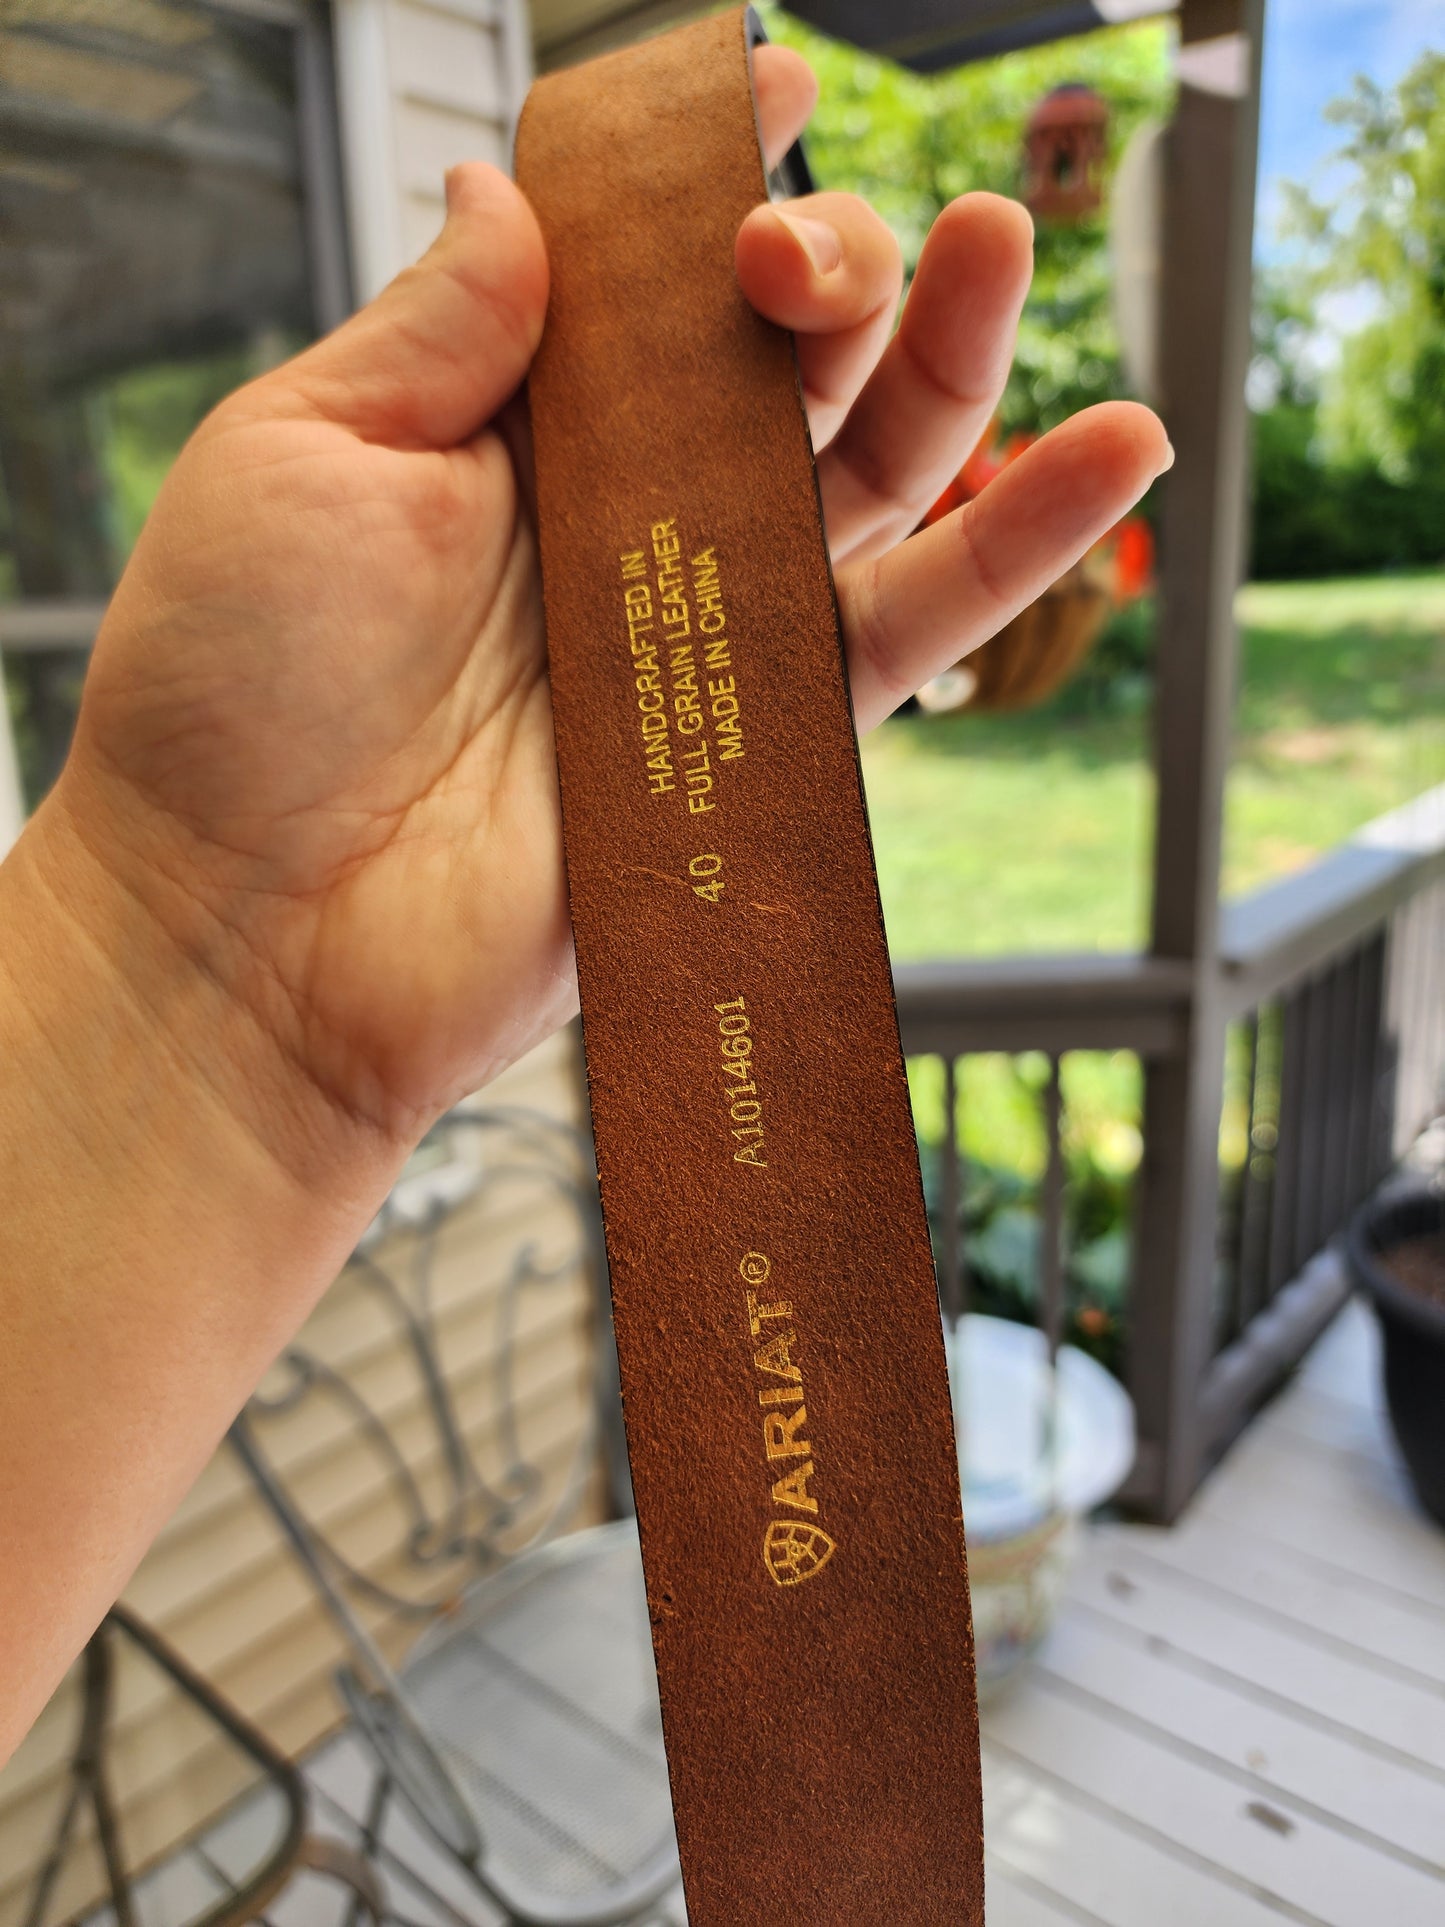 ARIAT®
A1014601
40
HANDCRAFTED IN
FULL GRAIN LEATHER
MADE IN CHINA